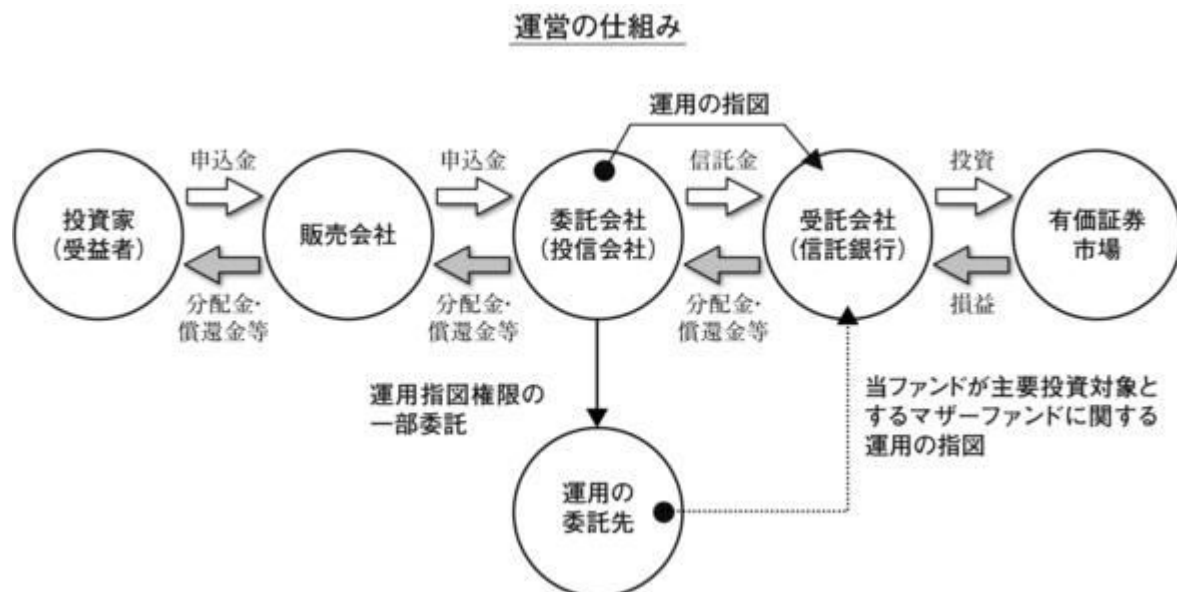 運営の仕組み
運用の指図
申込金
申込金
信託金
投資
投資家
（受益者）
販売会社
委託会社
（投信会社）
受託会社
（信託銀行）
有価証券
市場
分配金・
償還金等
分配金・
償還金等
分配金・
償還金等
損益
運用指図権限の
一部委託
当ファンドが主要投資対象と
するマザーファンドに関する
運用の指図
運用の
委託先